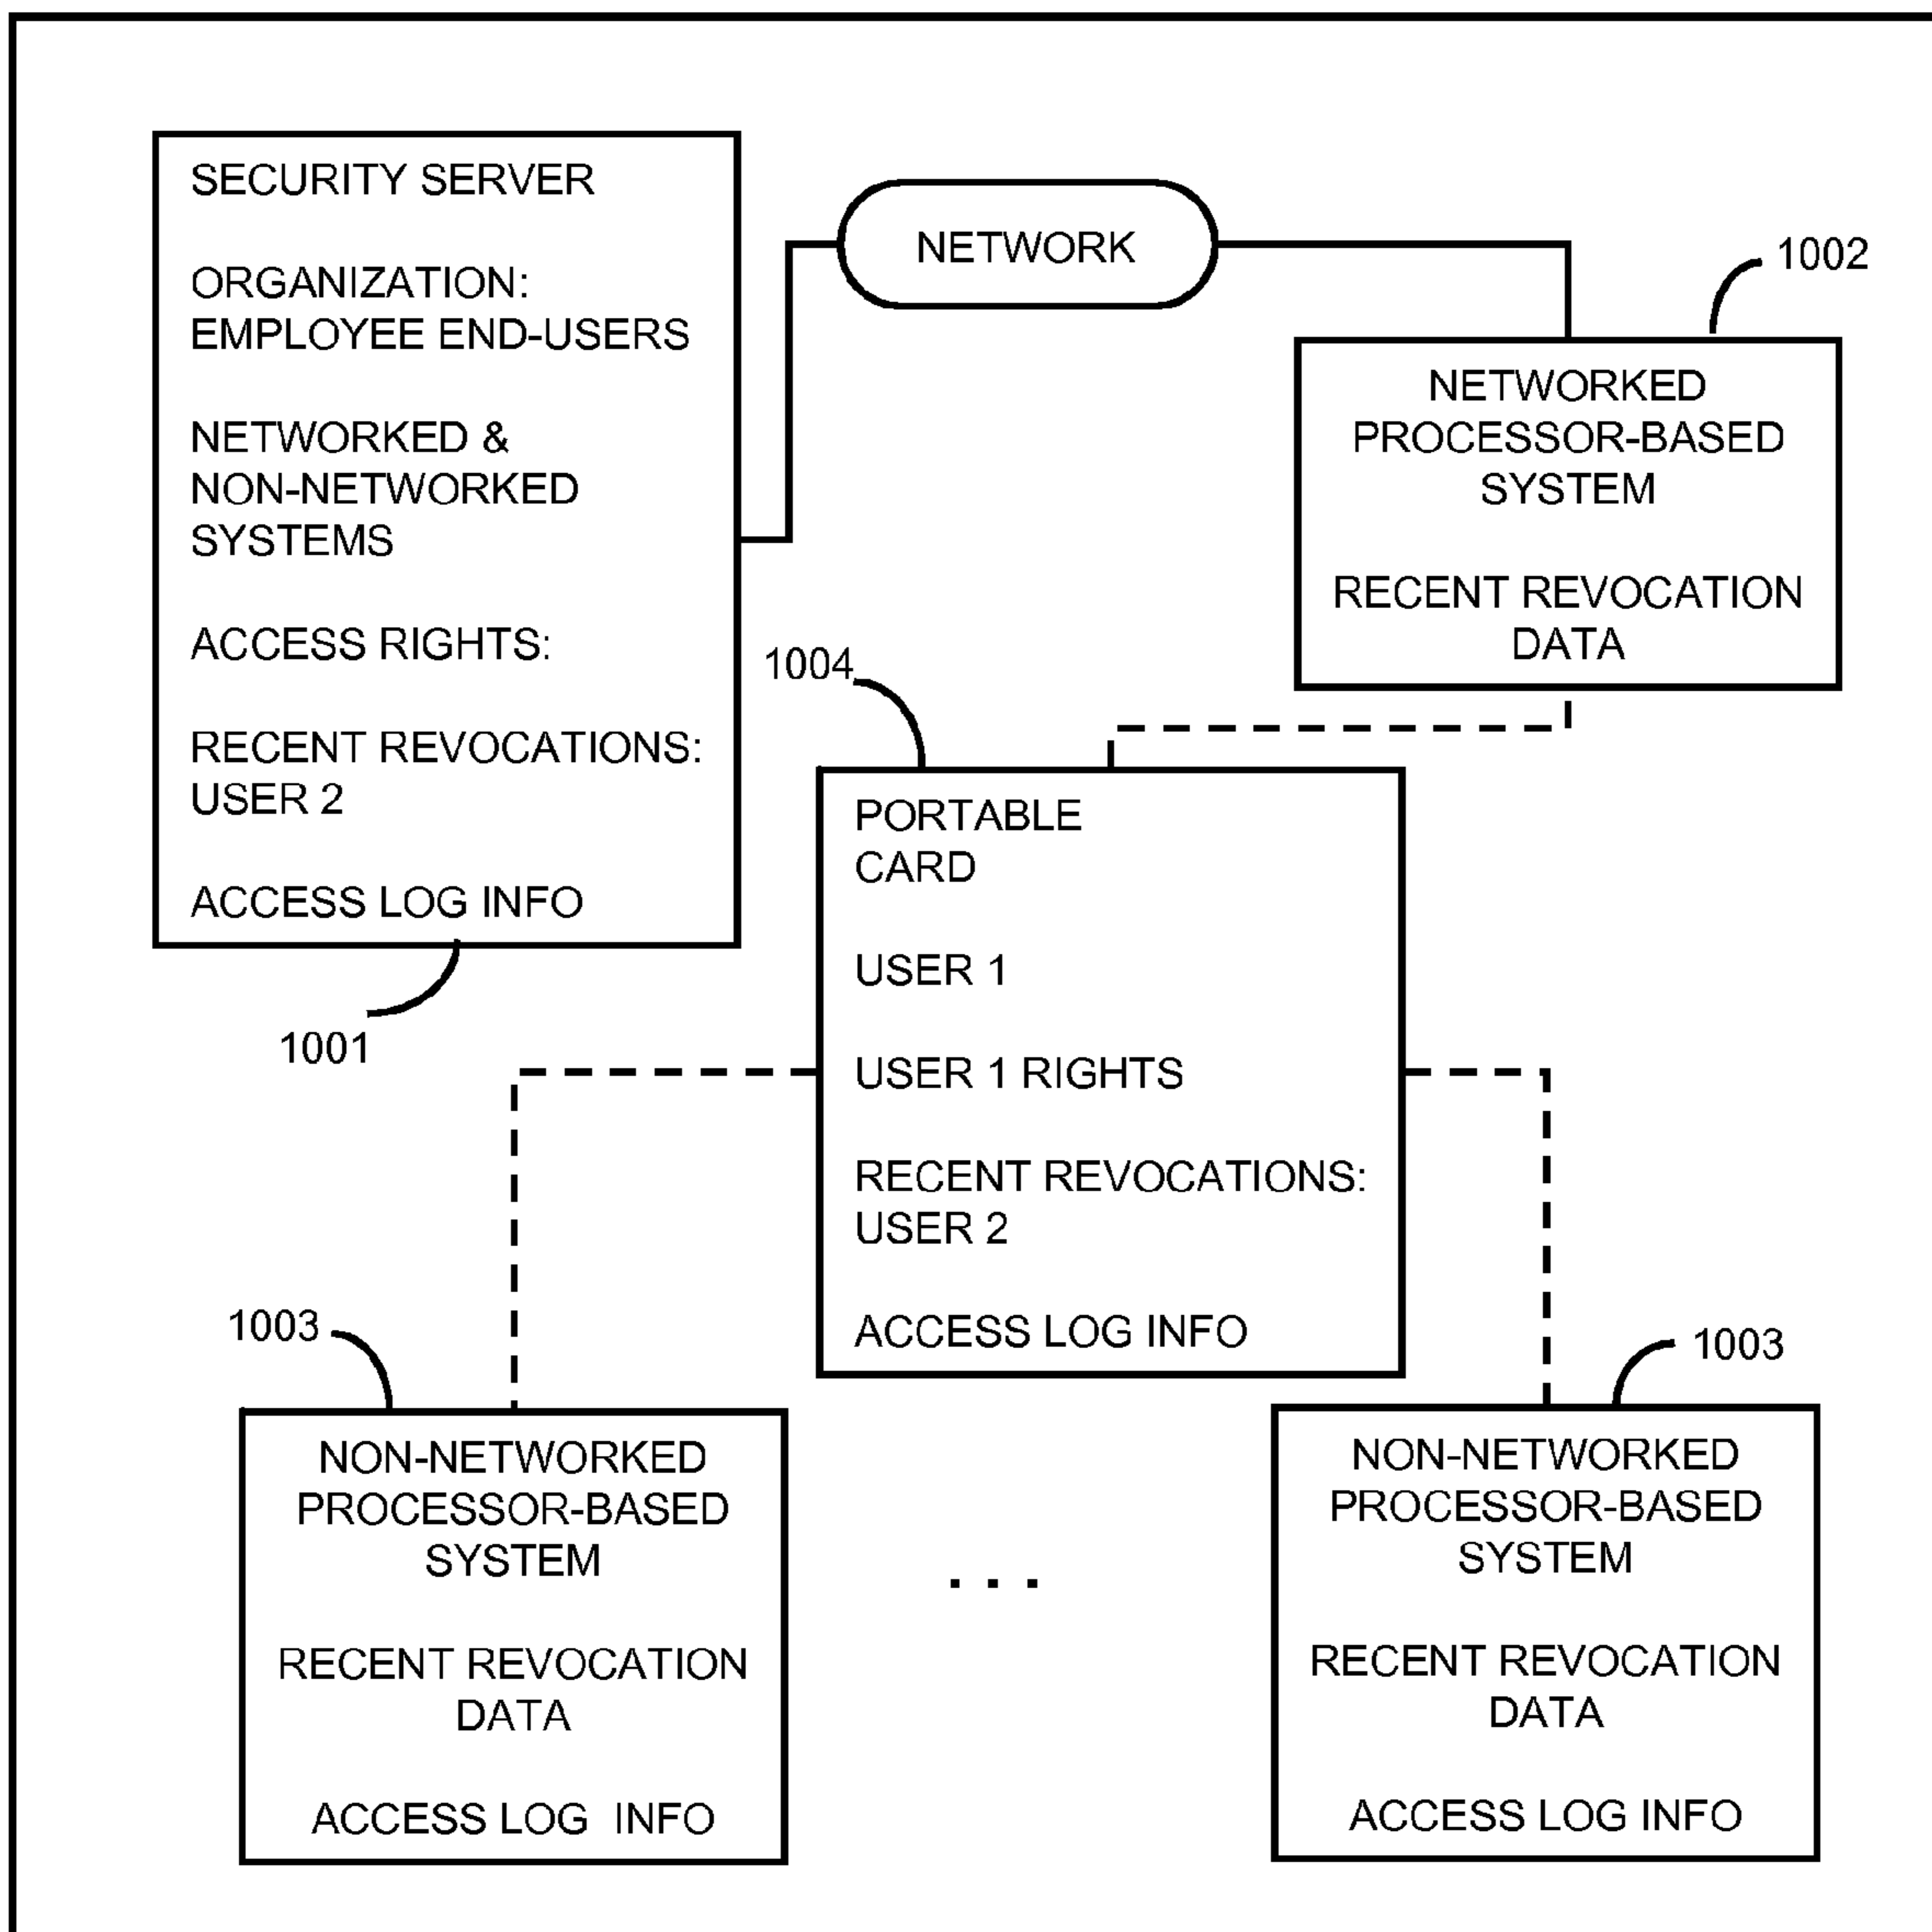 SECURITY SERVER
ORGANIZATION:
EMPLOYEE END-USERS
NETWORKED &
NON-NETWORKED
SYSTEMS
ACCESS RIGHTS:
RECENT REVOCATIONS:
USER 2
ACCESS LOG INFO
1001
NETWORK
1002
NETWORKED
PROCESSOR-BASED
SYSTEM
RECENT REVOCATION
DATA
1004
PORTABLE
CARD
USER 1
USER 1 RIGHTS
RECENT REVOCATIONS:
USER 2
ACCESS LOG INFO
1003
NON-NETWORKED
PROCESSOR-BASED
SYSTEM
RECENT REVOCATION
DATA
ACCESS LOG INFO
. . .
1003
NON-NETWORKED
PROCESSOR-BASED
SYSTEM
RECENT REVOCATION
DATA
ACCESS LOG INFO